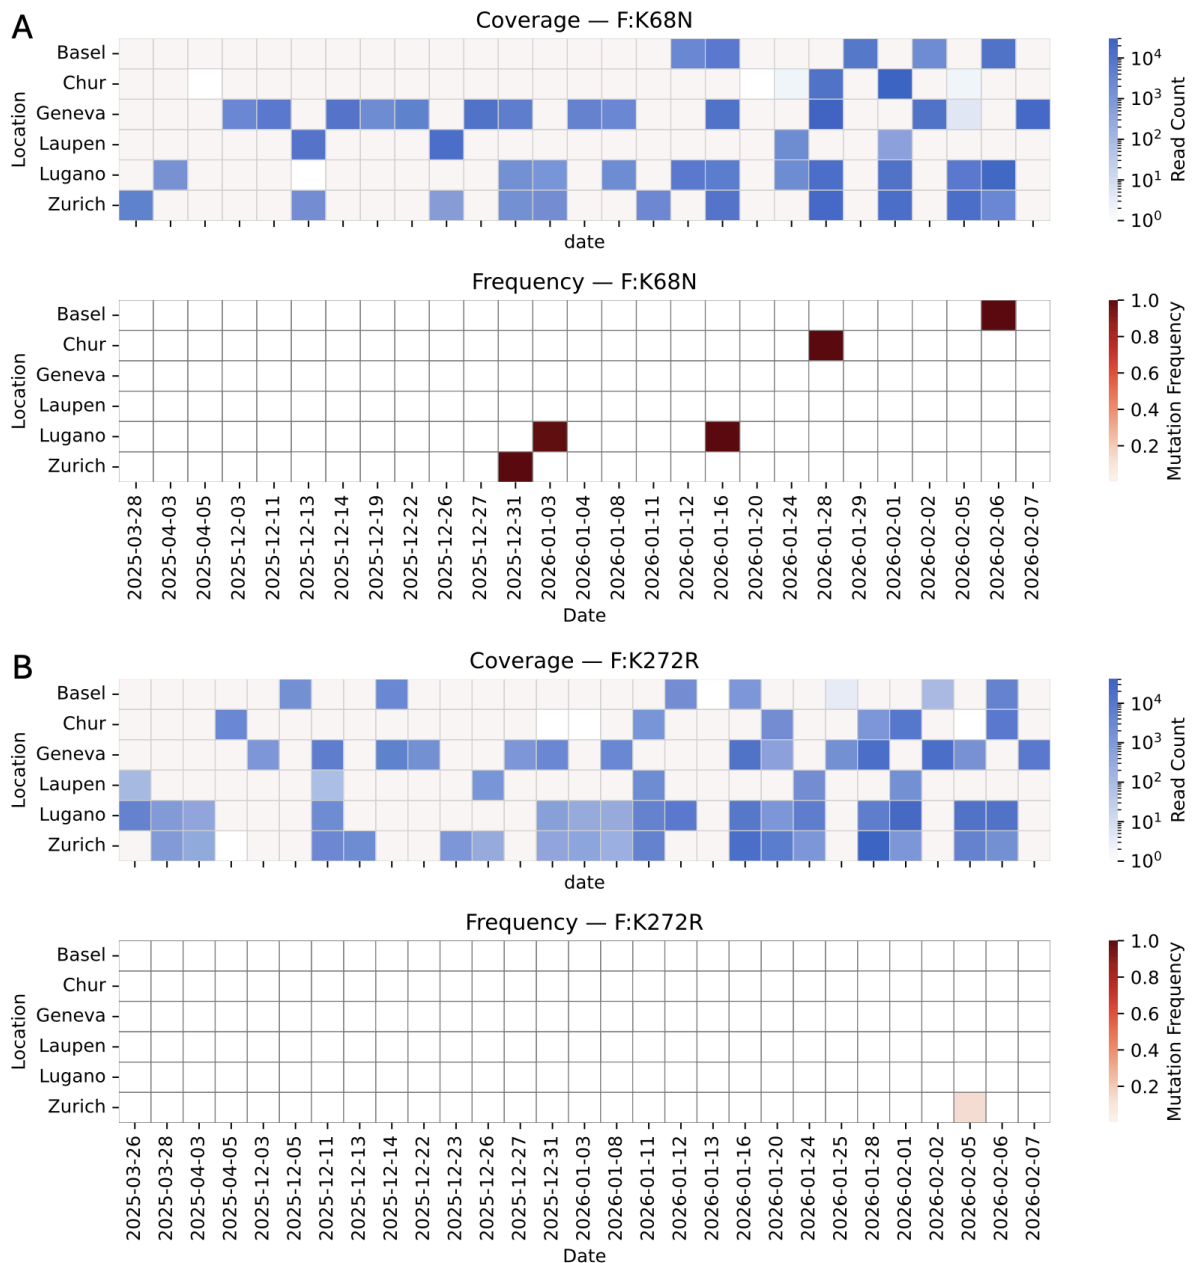 A
Coverage — F:K68N
Location
Basel
Chur
Geneva
Laupen
Lugano
Zurich
date
10⁴
10³
10²
10¹
10⁰
Read Count
Frequency — F:K68N
Location
Basel
Chur
Geneva
Laupen
Lugano
Zurich
1.0
0.8
0.6
0.4
0.2
Mutation Frequency
2025-03-28
2025-04-03
2025-04-05
2025-12-03
2025-12-11
2025-12-13
2025-12-14
2025-12-19
2025-12-22
2025-12-26
2025-12-27
2025-12-31
2026-01-03
2026-01-04
2026-01-08
2026-01-11
2026-01-12
2026-01-16
2026-01-20
2026-01-24
2026-01-28
2026-01-29
2026-02-01
2026-02-02
2026-02-05
2026-02-06
2026-02-07
Date
B
Coverage — F:K272R
Location
Basel
Chur
Geneva
Laupen
Lugano
Zurich
date
10⁴
10³
10²
10¹
10⁰
Read Count
Frequency — F:K272R
Location
Basel
Chur
Geneva
Laupen
Lugano
Zurich
1.0
0.8
0.6
0.4
0.2
Mutation Frequency
2025-03-26
2025-03-28
2025-04-03
2025-04-05
2025-12-03
2025-12-05
2025-12-11
2025-12-13
2025-12-14
2025-12-22
2025-12-23
2025-12-26
2025-12-27
2025-12-31
2026-01-03
2026-01-08
2026-01-11
2026-01-12
2026-01-13
2026-01-16
2026-01-20
2026-01-24
2026-01-25
2026-01-28
2026-02-01
2026-02-02
2026-02-05
2026-02-06
2026-02-07
Date